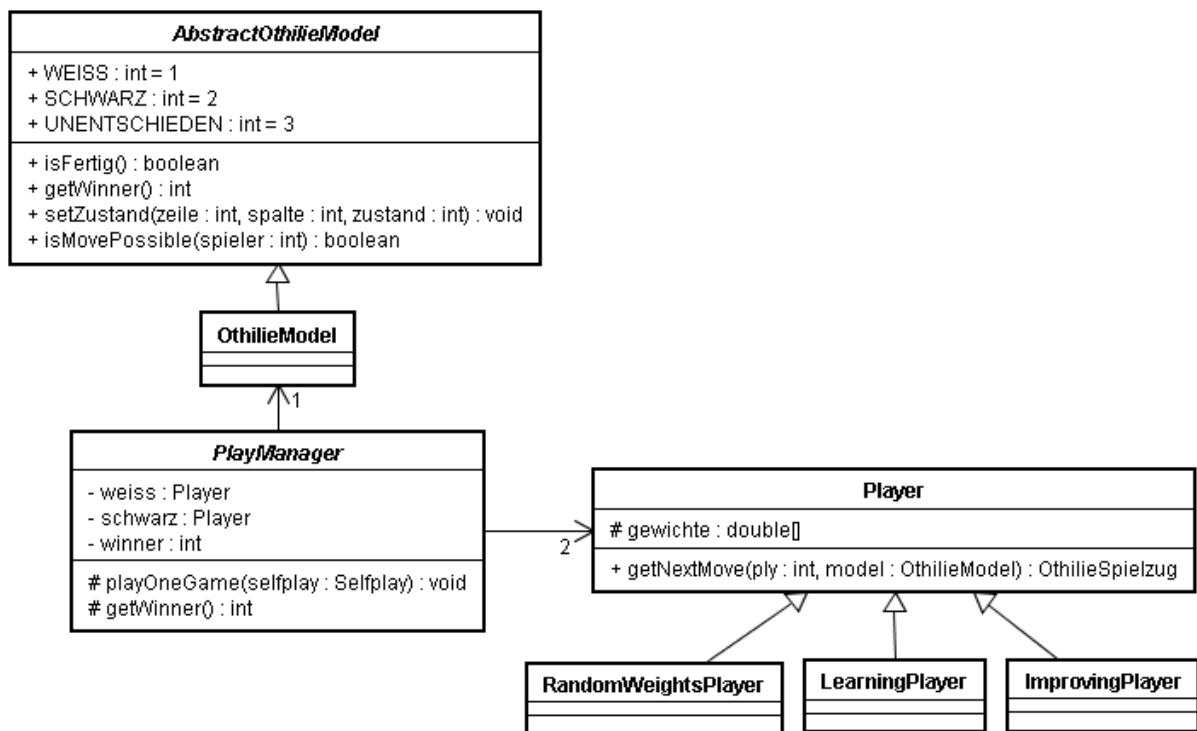 AbstractOthilieModel
+ WEISS : int = 1
+ SCHWARZ : int = 2
+ UNENTSCHIEDEN : int = 3
+ isFertig() : boolean
+ getWinner() : int
+ setZustand(zeile : int, spalte : int, zustand : int) : void
+ isMovePossible(spieler : int) : boolean
OthilieModel
1
PlayManager
- weiss : Player
- schwarz : Player
- winner : int
# playOneGame(selfplay : Selfplay) : void
# getWinner() : int
2
Player
# gewichte : double[]
+ getNextMove(ply : int, model : OthilieModel) : OthilieSpielzug
RandomWeightsPlayer
LearningPlayer
ImprovingPlayer